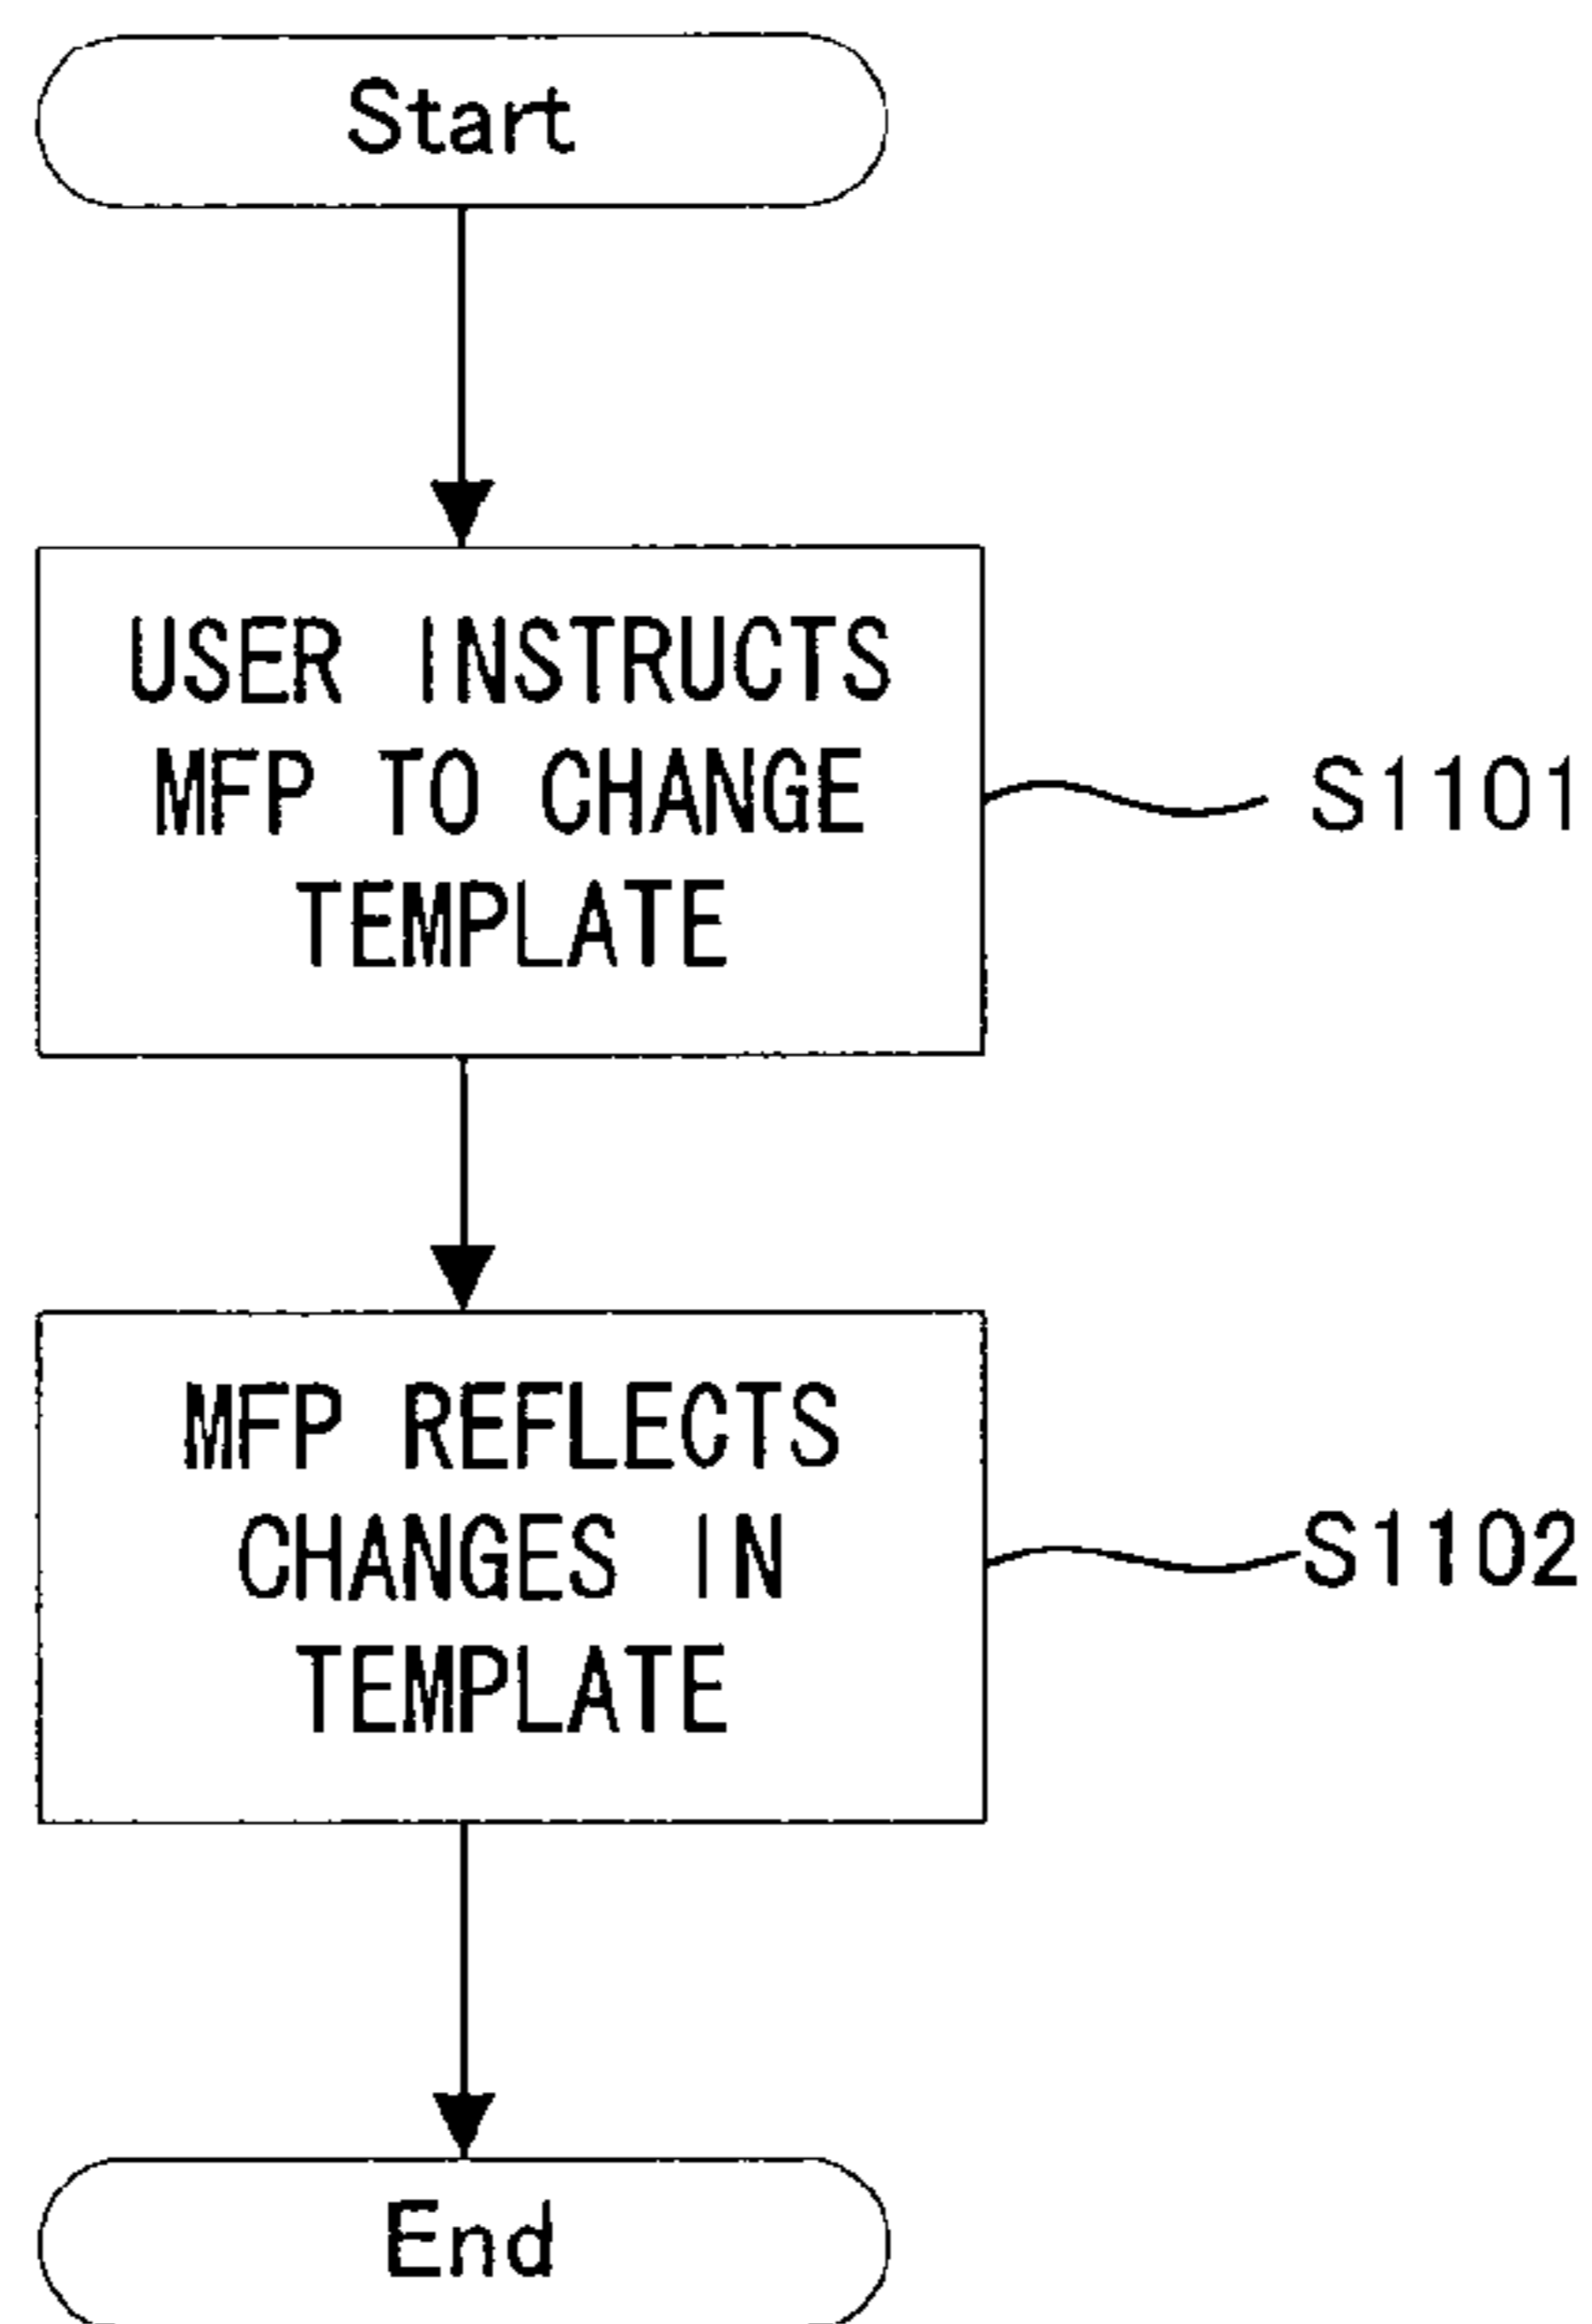 Start
USER INSTRUCTS
MFP TO CHANGE
TEMPLATE
S1101
MFP REFLECTS
CHANGES IN
TEMPLATE
S1102
End